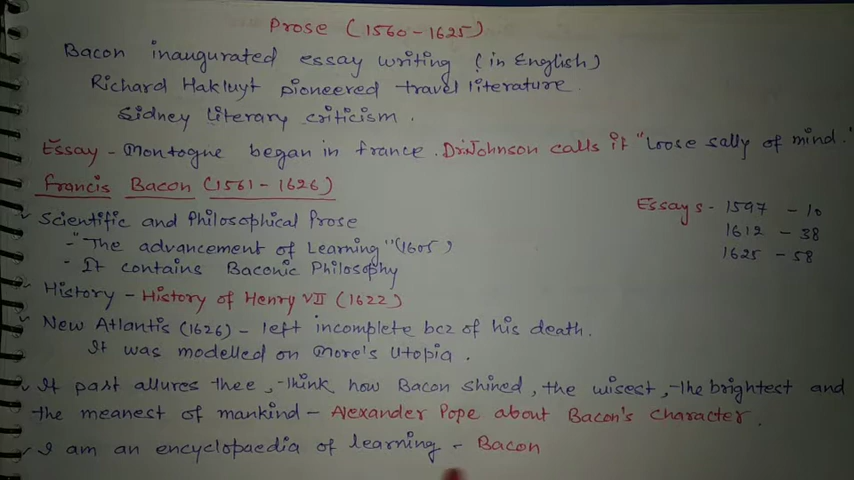 Prose (1560-1625)
Bacon inaugurated essay writing (in English)
Richard Hakluyt pioneered travel literature.
Sidney literary criticism.
Essay - Montogne began in france. Dr. Johnson calls it "loose sally of mind."
Francis Bacon (1561-1626)
Essays - 1597 - 10
1612 - 38
1625 - 58
Scientific and Philosophical Prose
- "The advancement of Learning" (1605)
- It contains Baconic Philosophy
History - History of Henry VII (1622)
New Atlantis (1626) - left incomplete bcz of his death.
It was modelled on More's Utopia.
If past allures thee, think how Bacon shined, the wisest, the brightest and
the meanest of mankind - Alexander Pope about Bacon's character.
I am an encyclopaedia of learning - Bacon